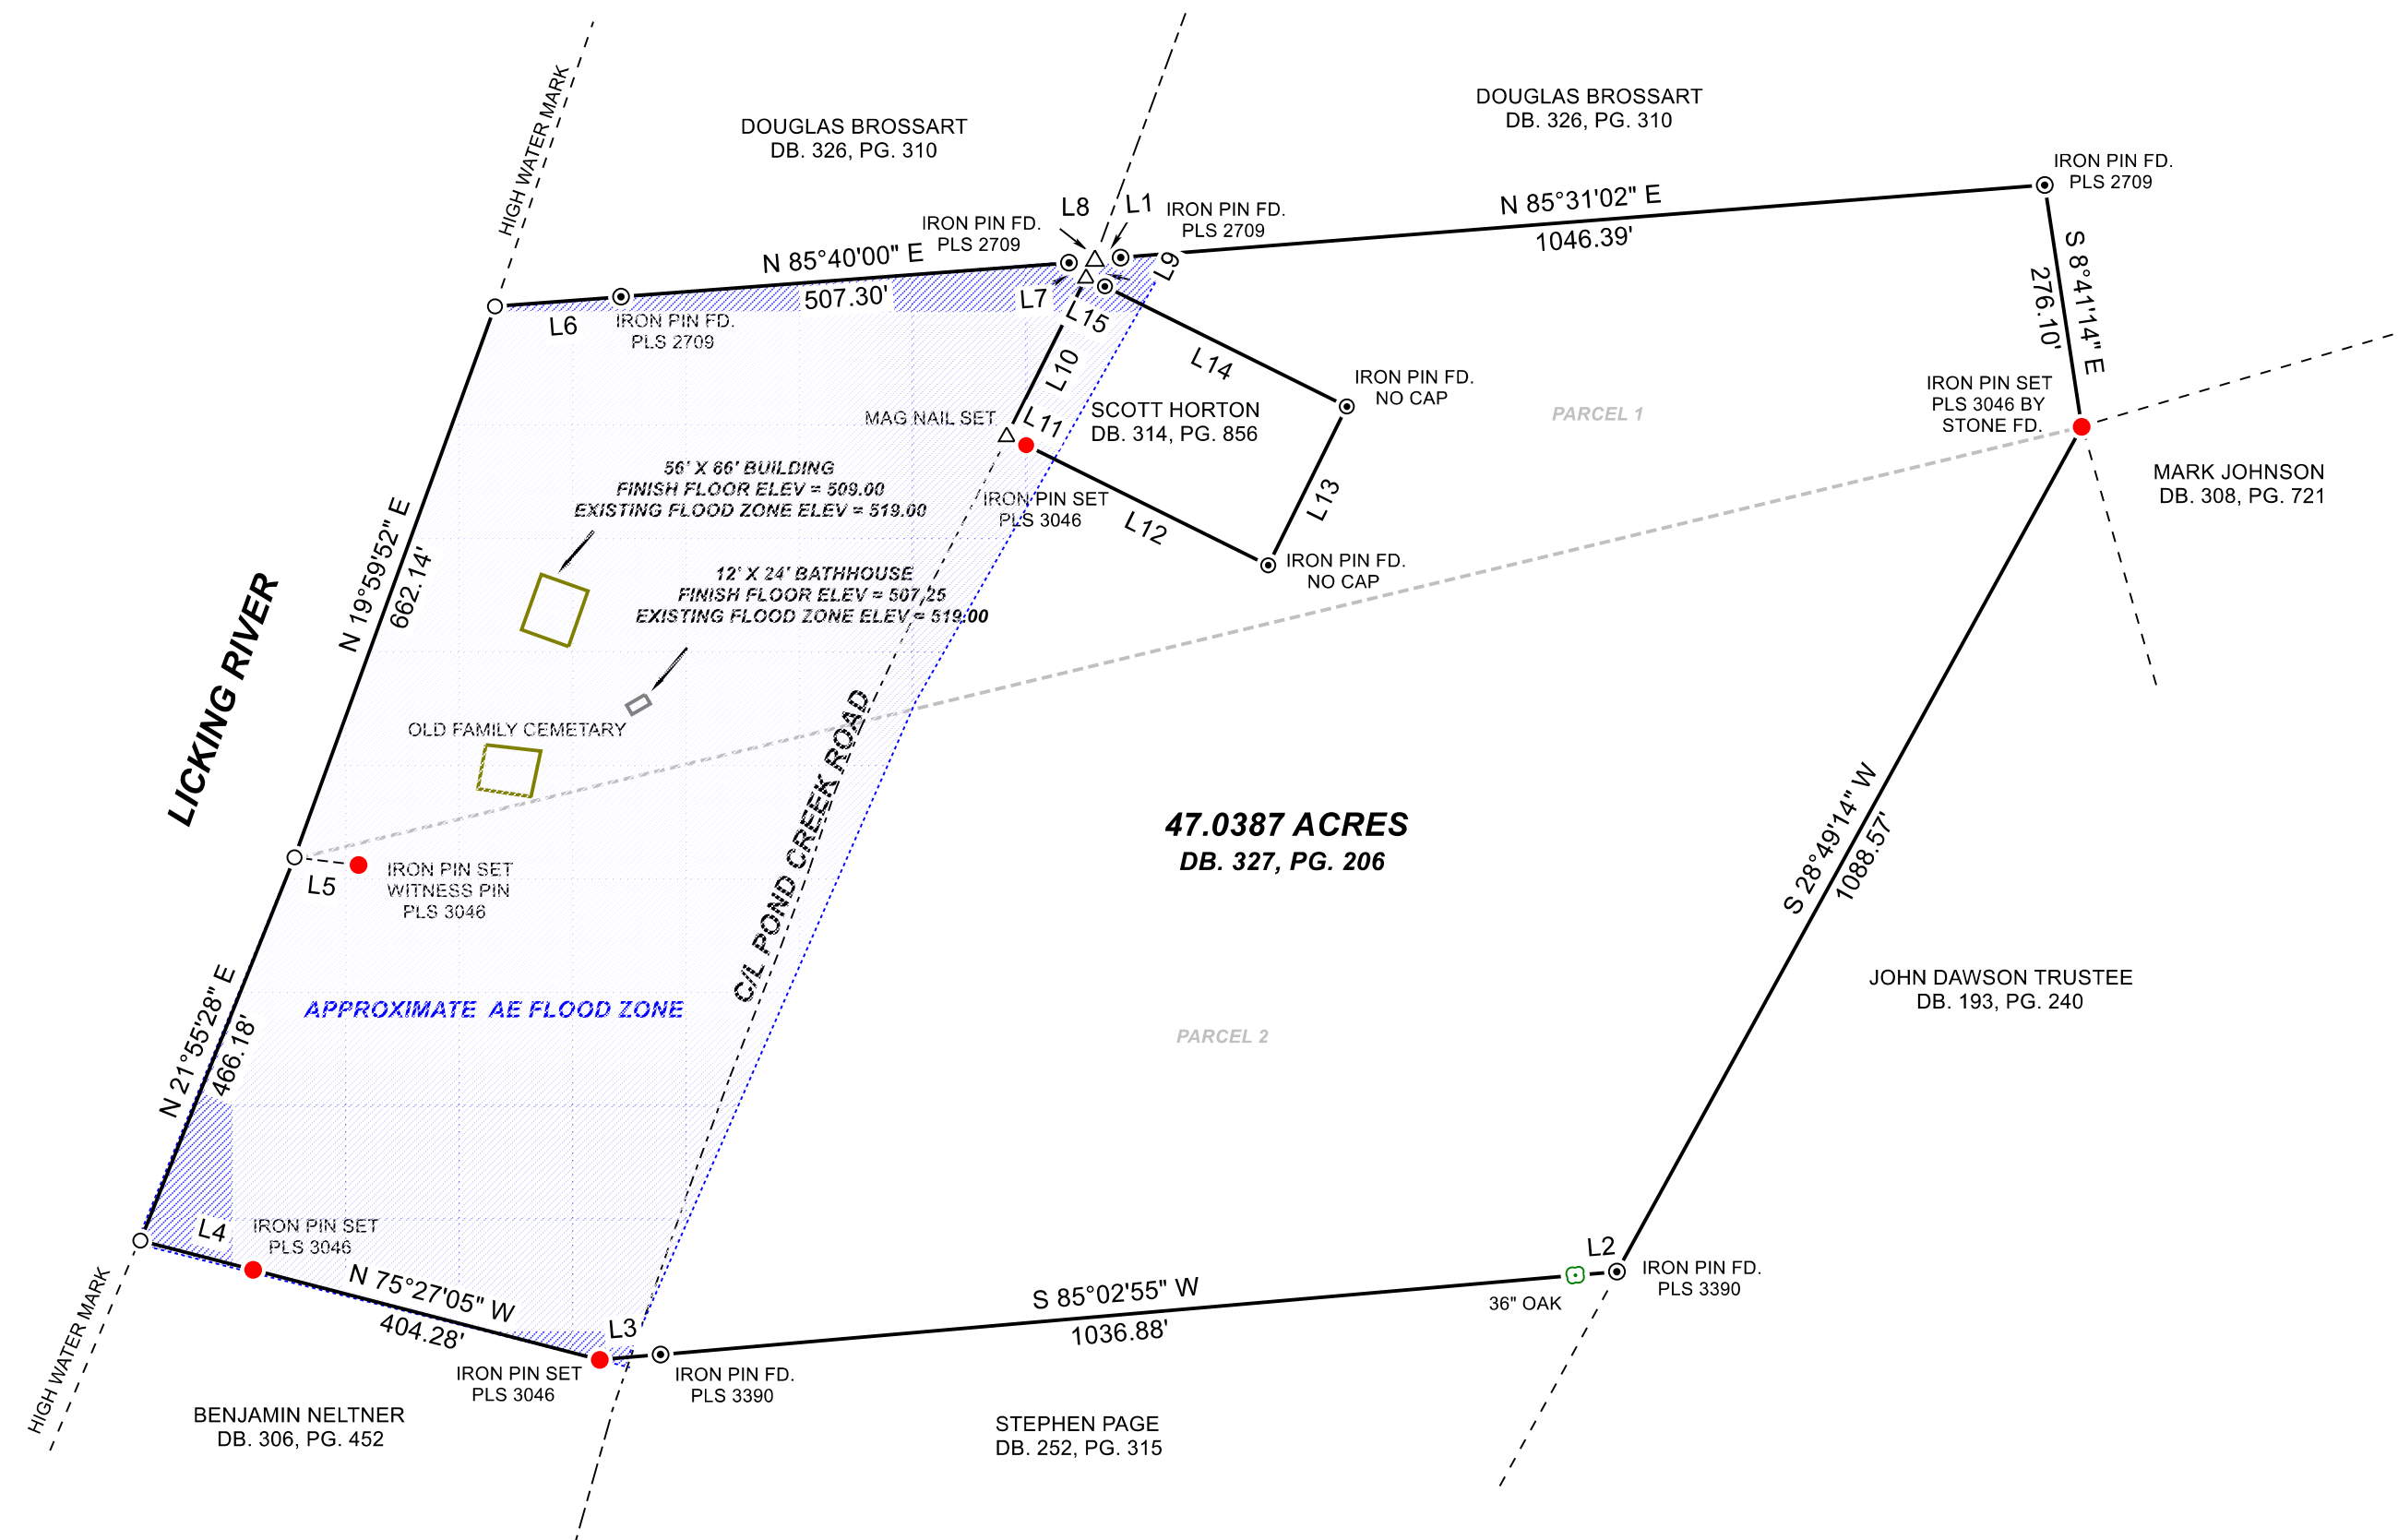 HIGH WATER MARK
DOUGLAS BROSSART
DB. 326, PG. 310
DOUGLAS BROSSART
DB. 326, PG. 310
IRON PIN FD.
PLS 2709
L8
L1
IRON PIN FD.
PLS 2709
IRON PIN FD.
PLS 2709
N 85°31'02" E
1046.39'
N 85°40'00" E
507.30'
L9
L7
L15
L6
IRON PIN FD.
PLS 2709
S 8°41'14" E
276.10'
L10
L14
IRON PIN FD.
NO CAP
IRON PIN SET
PLS 3046 BY
STONE FD.
MAG NAIL SET
L11
SCOTT HORTON
DB. 314, PG. 856
PARCEL 1
56' X 66' BUILDING
FINISH FLOOR ELEV = 509.00
EXISTING FLOOD ZONE ELEV = 519.00
IRON PIN SET
PLS 3046
L12
L13
MARK JOHNSON
DB. 308, PG. 721
IRON PIN FD.
NO CAP
12' X 24' BATHHOUSE
FINISH FLOOR ELEV = 507.25
EXISTING FLOOD ZONE ELEV = 519.00
N 19°59'52" E
662.14'
LICKING RIVER
OLD FAMILY CEMETARY
C/L POND CREEK ROAD
47.0387 ACRES
DB. 327, PG. 206
S 28°49'14" W
1088.57'
L5
IRON PIN SET
WITNESS PIN
PLS 3046
JOHN DAWSON TRUSTEE
DB. 193, PG. 240
N 21°55'28" E
466.18'
APPROXIMATE AE FLOOD ZONE
PARCEL 2
L4
IRON PIN SET
PLS 3046
N 75°27'05" W
404.28'
L3
S 85°02'55" W
1036.88'
L2
36" OAK
IRON PIN FD.
PLS 3390
HIGH WATER MARK
IRON PIN SET
PLS 3046
IRON PIN FD.
PLS 3390
BENJAMIN NELTNER
DB. 306, PG. 452
STEPHEN PAGE
DB. 252, PG. 315